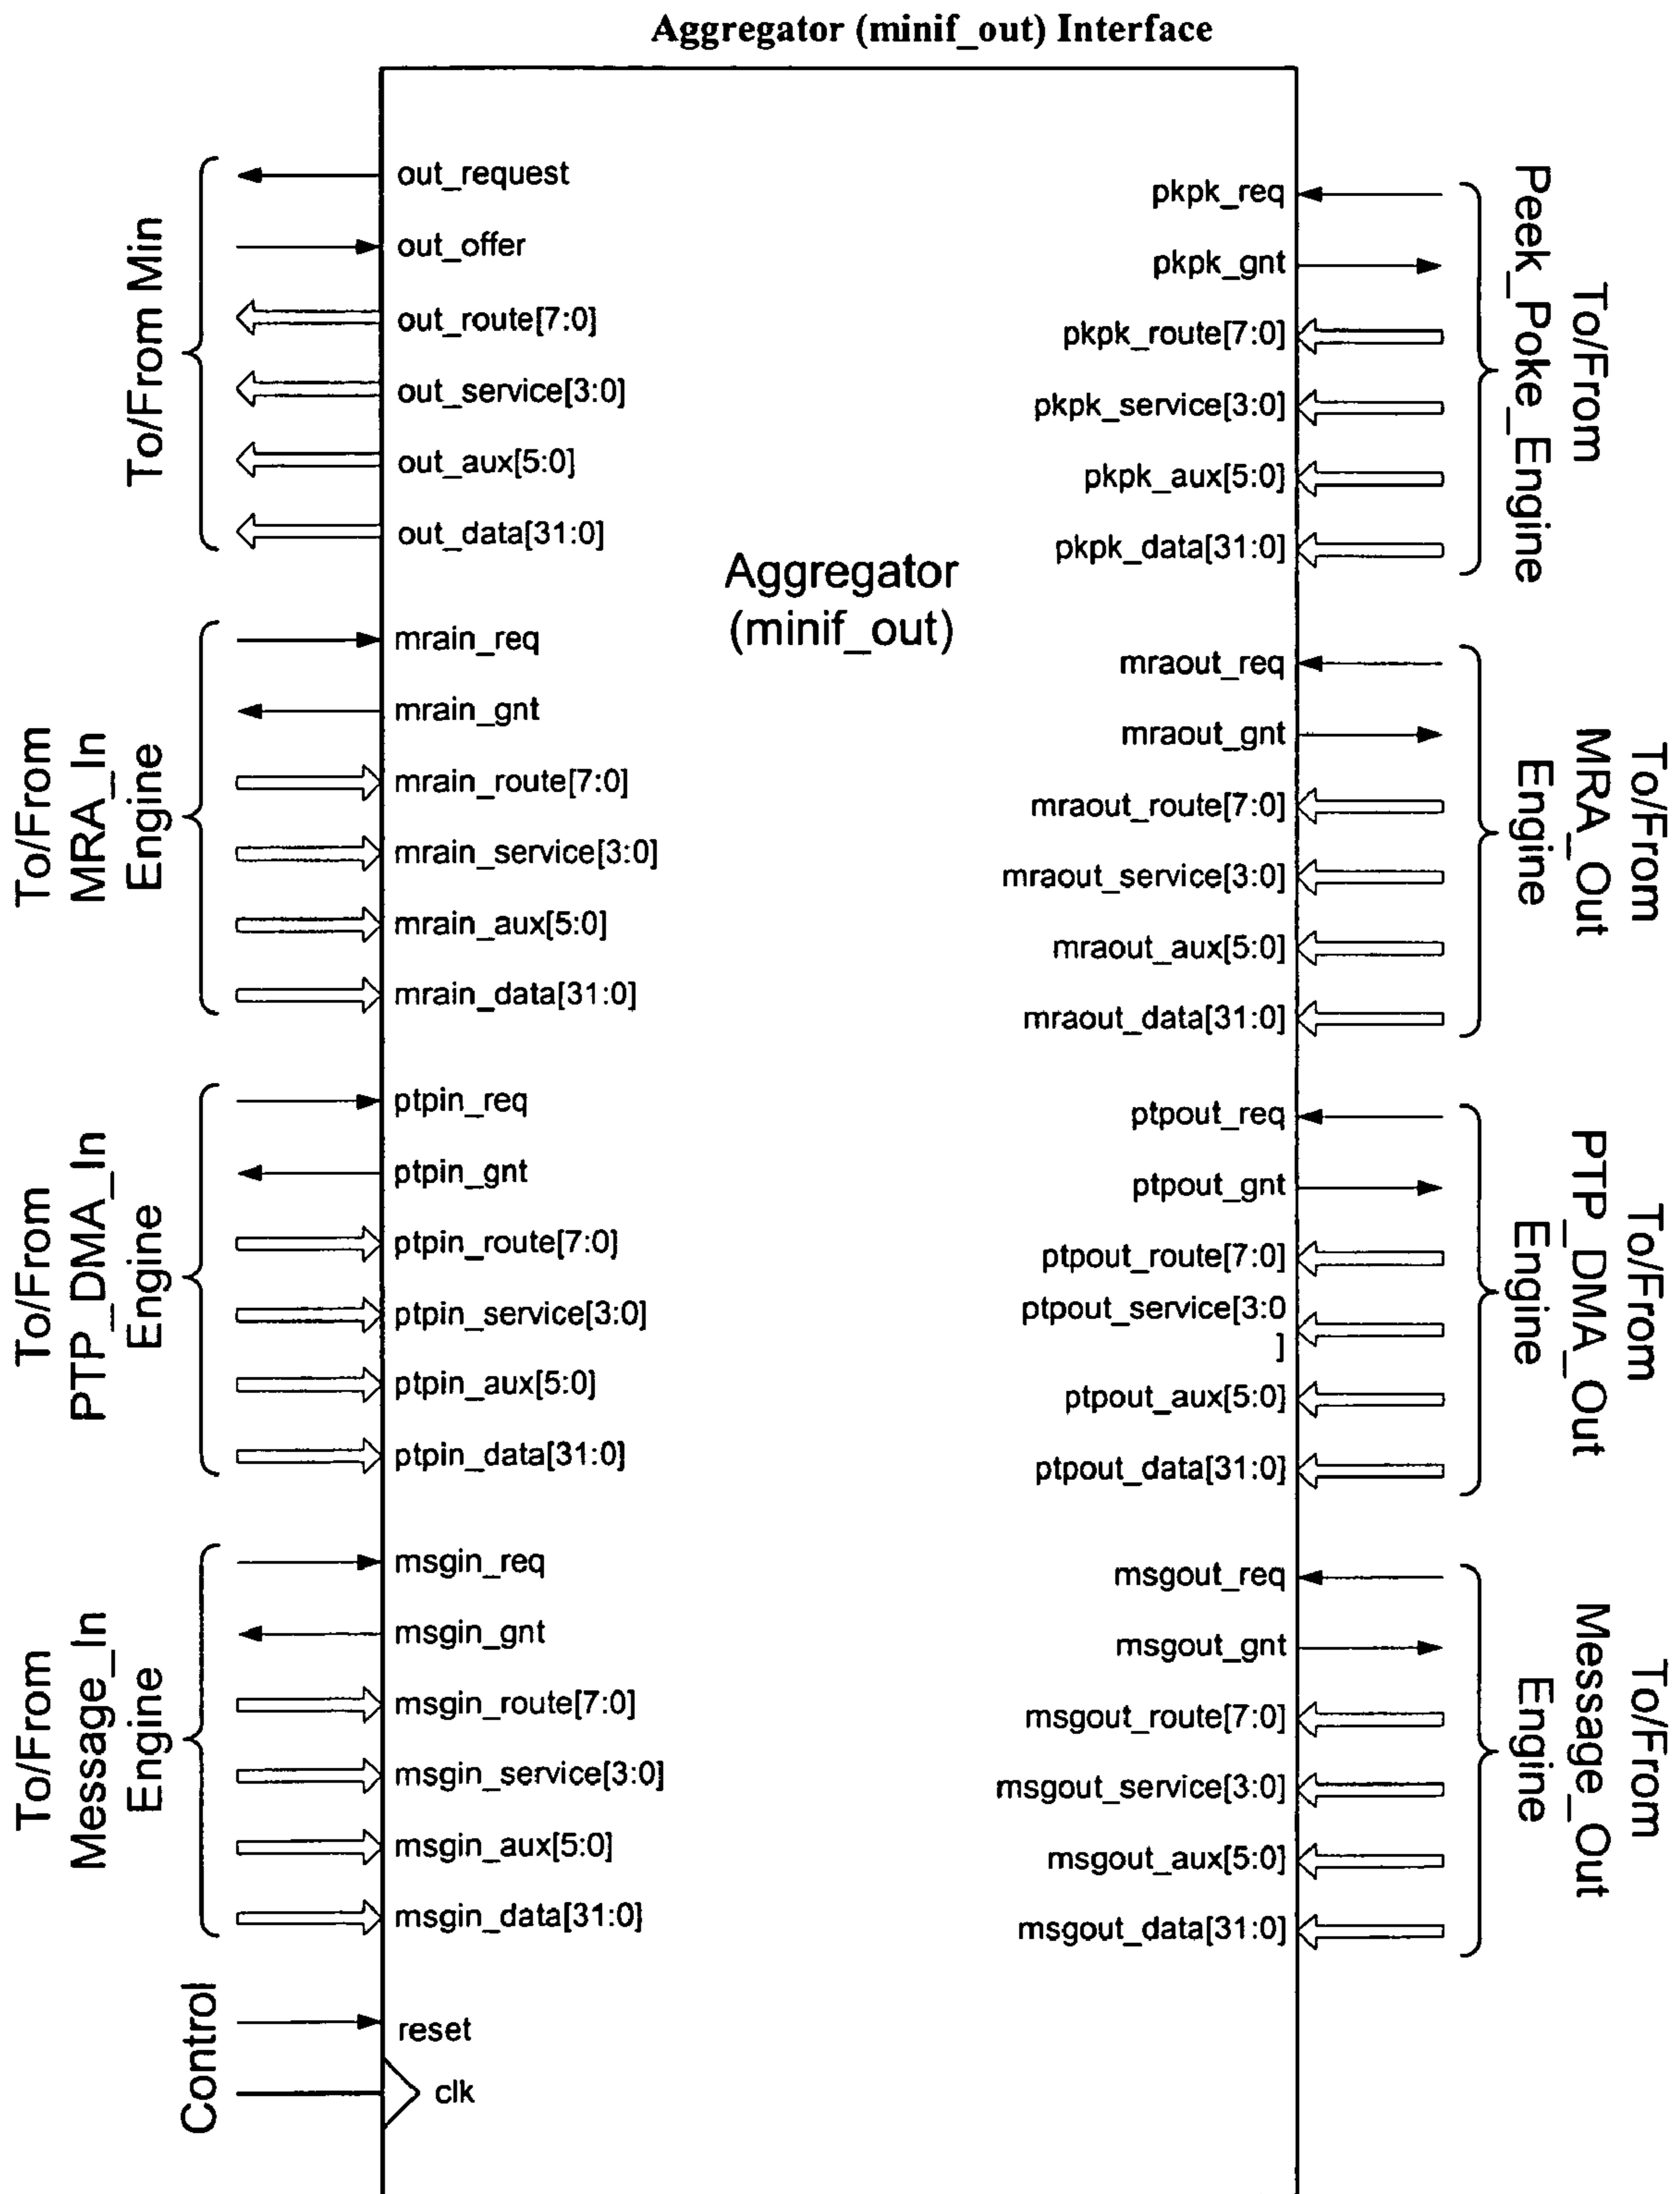 Aggregator (minif_out) Interface
To/From Min
out_request
out_offer
out_route[7:0]
out_service[3:0]
out_aux[5:0]
out_data[31:0]
To/From
MRA_In
Engine
mrain_req
mrain_gnt
mrain_route[7:0]
mrain_service[3:0]
mrain_aux[5:0]
mrain_data[31:0]
To/From
PTP_DMA_In
Engine
ptpin_req
ptpin_gnt
ptpin_route[7:0]
ptpin_service[3:0]
ptpin_aux[5:0]
ptpin_data[31:0]
To/From
Message_In
Engine
msgin_req
msgin_gnt
msgin_route[7:0]
msgin_service[3:0]
msgin_aux[5:0]
msgin_data[31:0]
Control
reset
clk
Aggregator
(minif_out)
pkpk_req
pkpk_gnt
pkpk_route[7:0]
pkpk_service[3:0]
pkpk_aux[5:0]
pkpk_data[31:0]
To/From
Peek_Poke_Engine
mraout_req
mraout_gnt
mraout_route[7:0]
mraout_service[3:0]
mraout_aux[5:0]
mraout_data[31:0]
To/From
MRA_Out
Engine
ptpout_req
ptpout_gnt
ptpout_route[7:0]
ptpout_service[3:0
]
ptpout_aux[5:0]
ptpout_data[31:0]
To/From
PTP_DMA_Out
Engine
msgout_req
msgout_gnt
msgout_route[7:0]
msgout_service[3:0]
msgout_aux[5:0]
msgout_data[31:0]
To/From
Message_Out
Engine